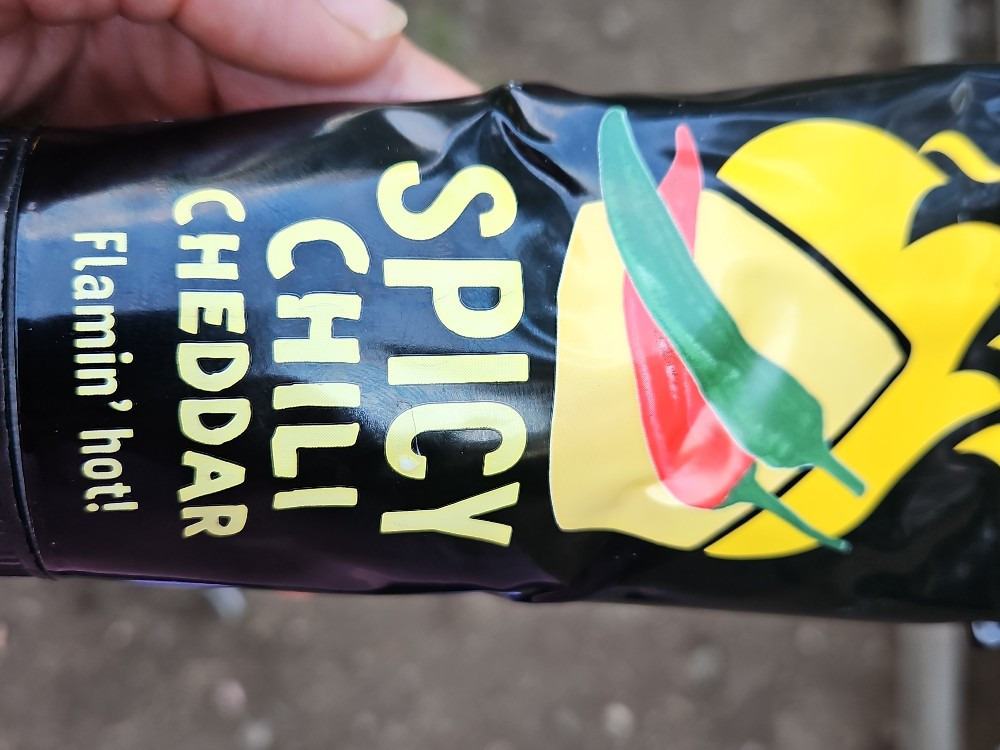 SPICY
CHILI
CHEDDAR
Flamin' hot!